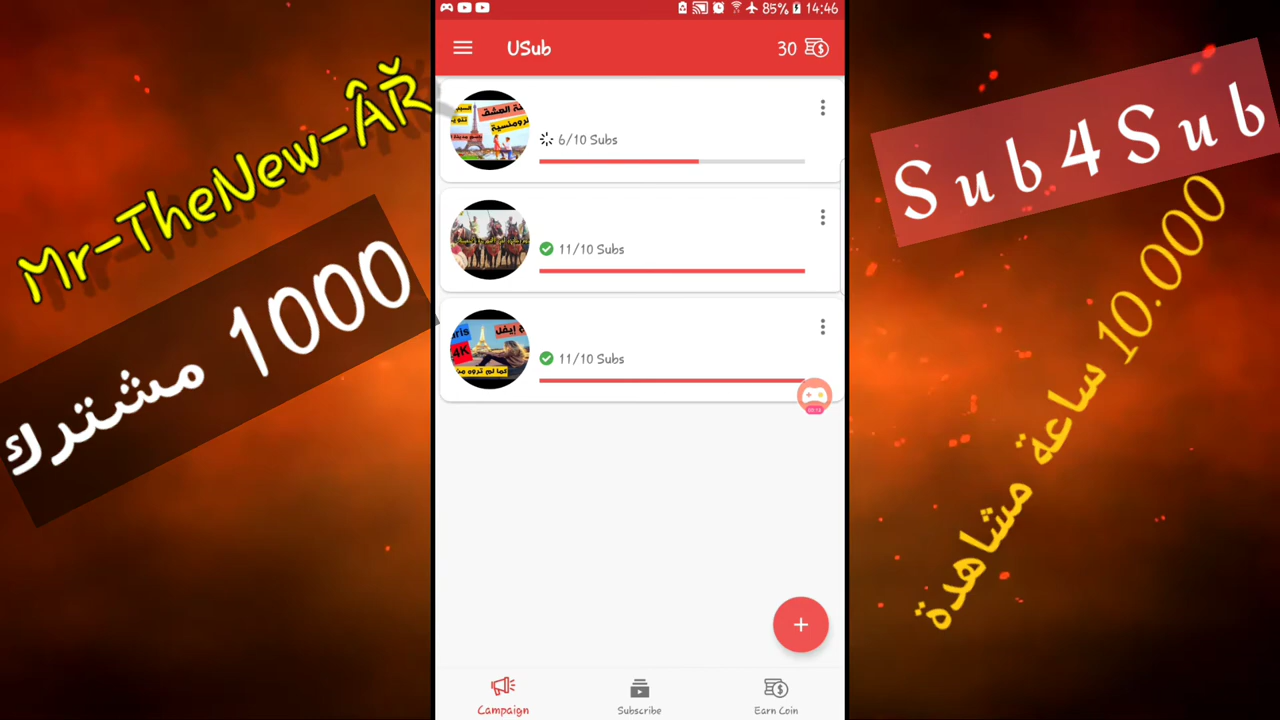 85% 14:46
USub
30
Mr-TheNew-ÂŘ
1000 مشترك
Sub4Sub
10.000 ساعة مشاهدة
6/10 Subs
11/10 Subs
11/10 Subs
4K
Campaign
Subscribe
Earn Coin